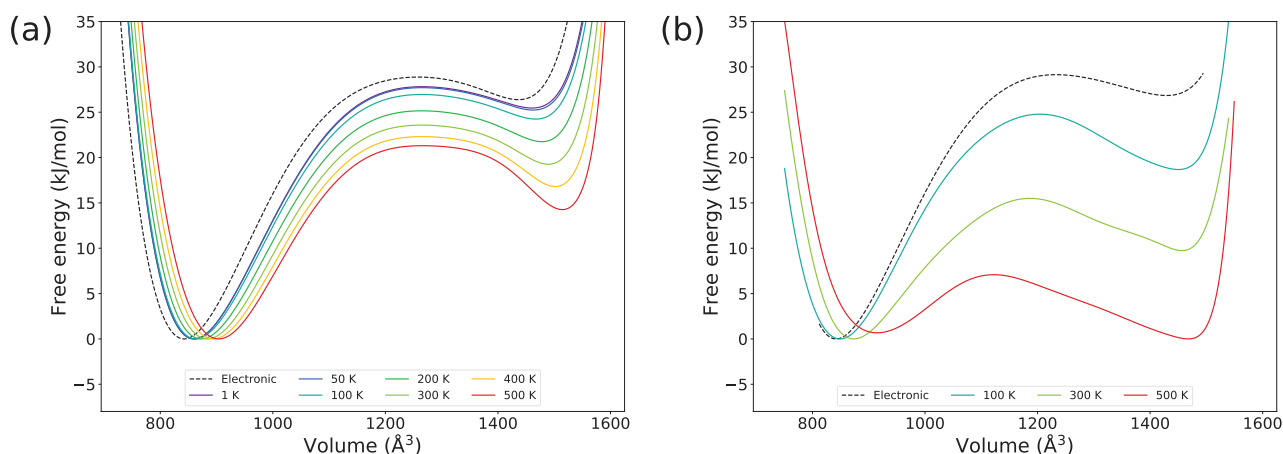 (a)
Free energy (kJ/mol)
35
30
25
20
15
10
5
0
−5
800
1000
1200
1400
1600
Volume (Å³)
Electronic
1 K
50 K
100 K
200 K
300 K
400 K
500 K
(b)
Free energy (kJ/mol)
35
30
25
20
15
10
5
0
−5
800
1000
1200
1400
1600
Volume (Å³)
Electronic
100 K
300 K
500 K